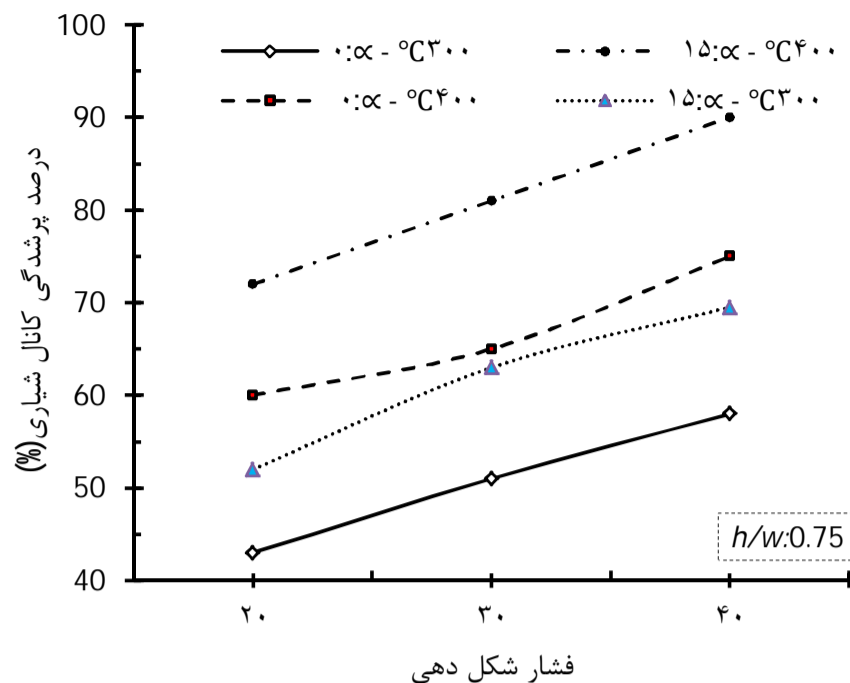 ۰:∝ - °C۳۰۰
۱۵:∝ - °C۴۰۰
۰:∝ - °C۴۰۰
۱۵:∝ - °C۳۰۰
درصد پرشدگی کانال شیاری(%)
100
90
80
70
60
50
40
h/w:0.75
۲۰
۳۰
۴۰
فشار شکل دهی